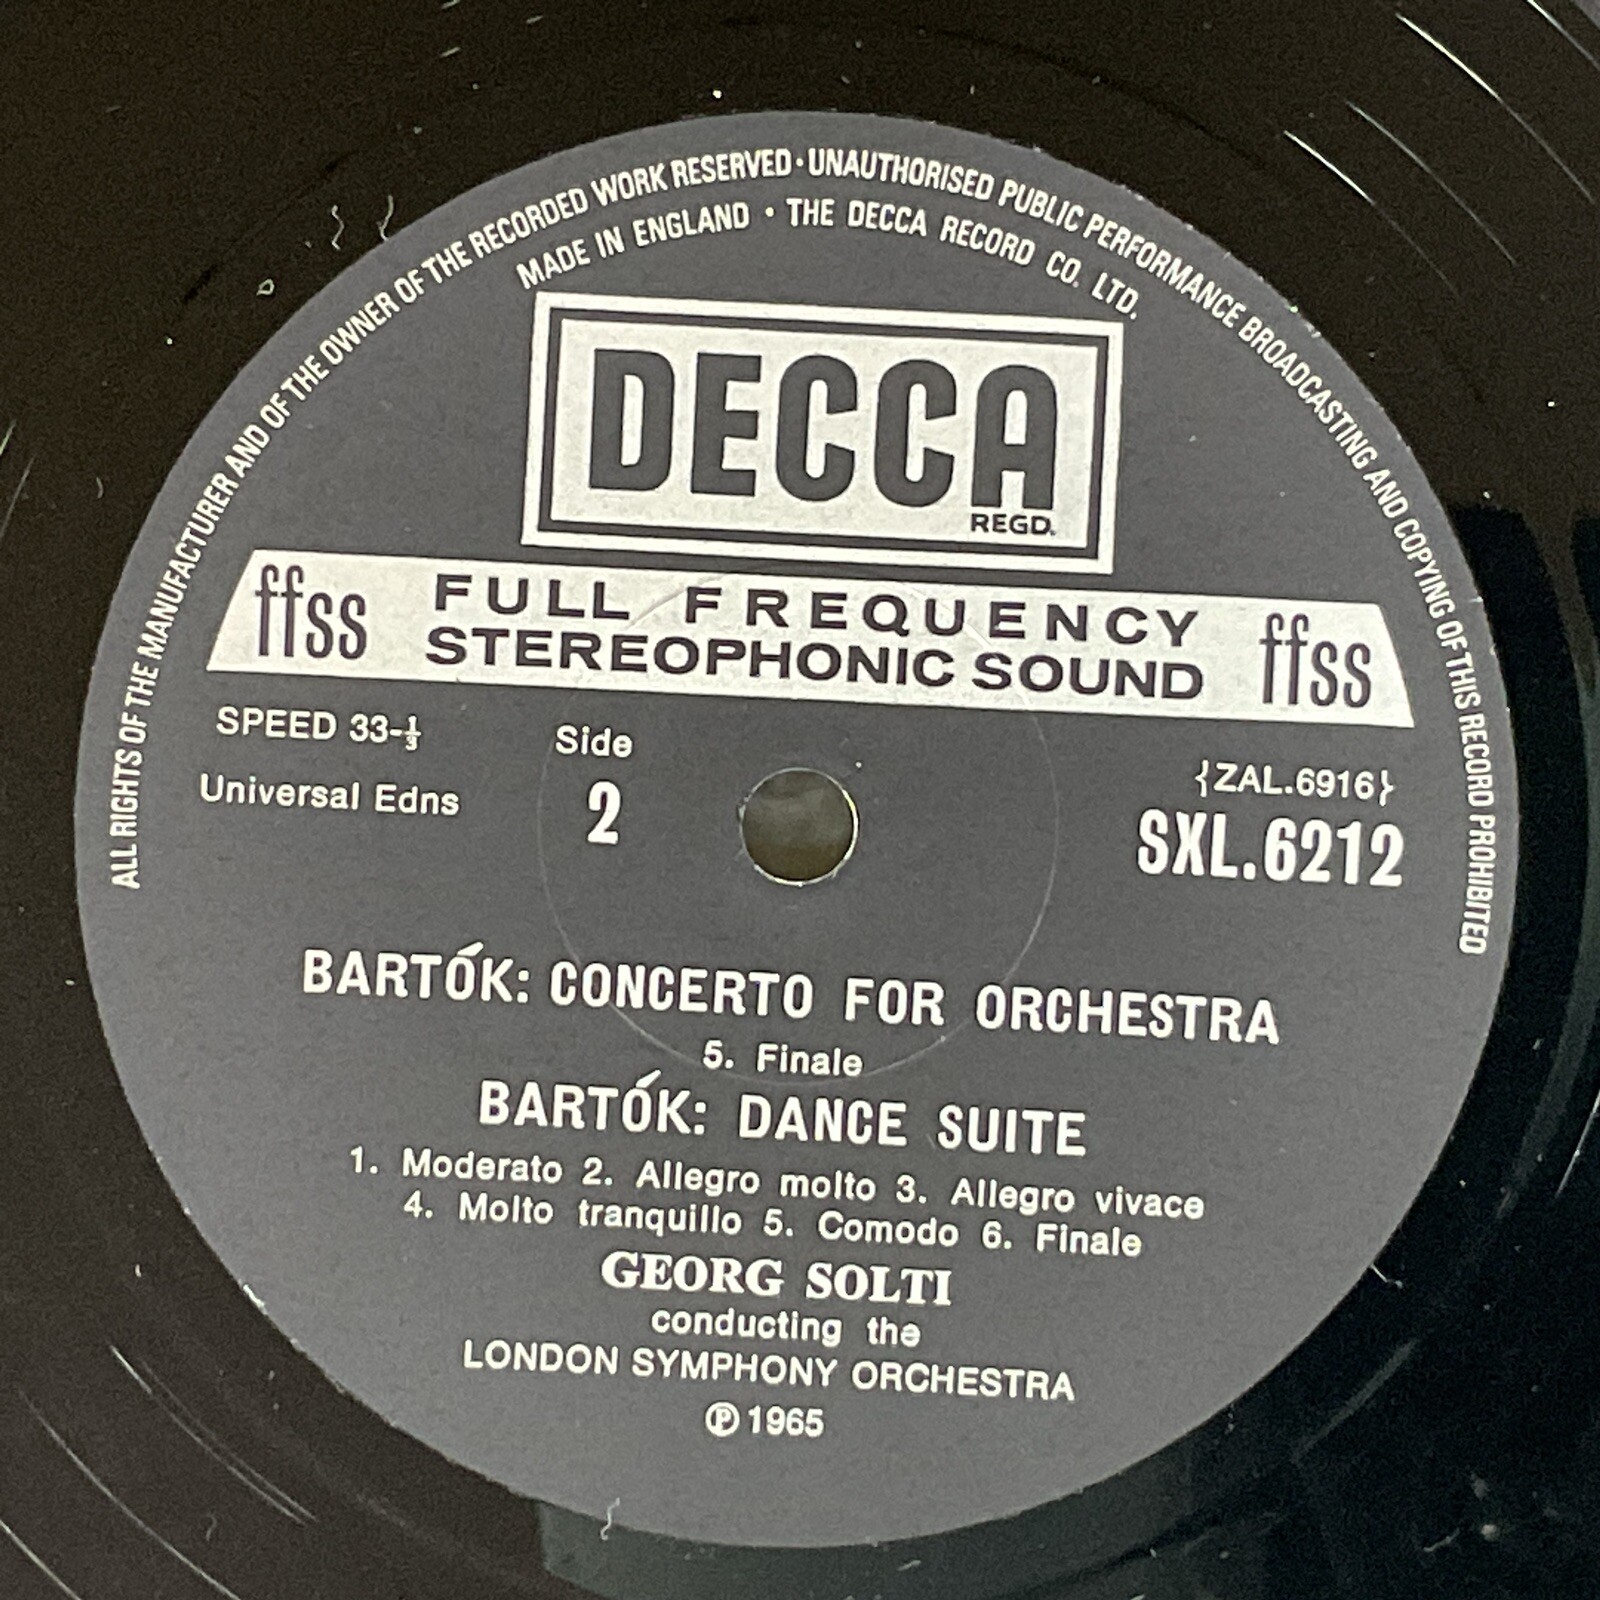 ALL RIGHTS OF THE MANUFACTURER AND OF THE OWNER OF THE RECORDED WORK RESERVED · UNAUTHORISED PUBLIC PERFORMANCE BROADCASTING AND COPYING OF THIS RECORD PROHIBITED
MADE IN ENGLAND · THE DECCA RECORD CO. LTD.
DECCA
REGD.
ffss FULL FREQUENCY ffss
STEREOPHONIC SOUND
SPEED 33-⅓ Side {ZAL.6916}
Universal Edns 2 SXL.6212
BARTÓK: CONCERTO FOR ORCHESTRA
5. Finale
BARTÓK: DANCE SUITE
1. Moderato 2. Allegro molto 3. Allegro vivace
4. Molto tranquillo 5. Comodo 6. Finale
GEORG SOLTI
conducting the
LONDON SYMPHONY ORCHESTRA
℗ 1965